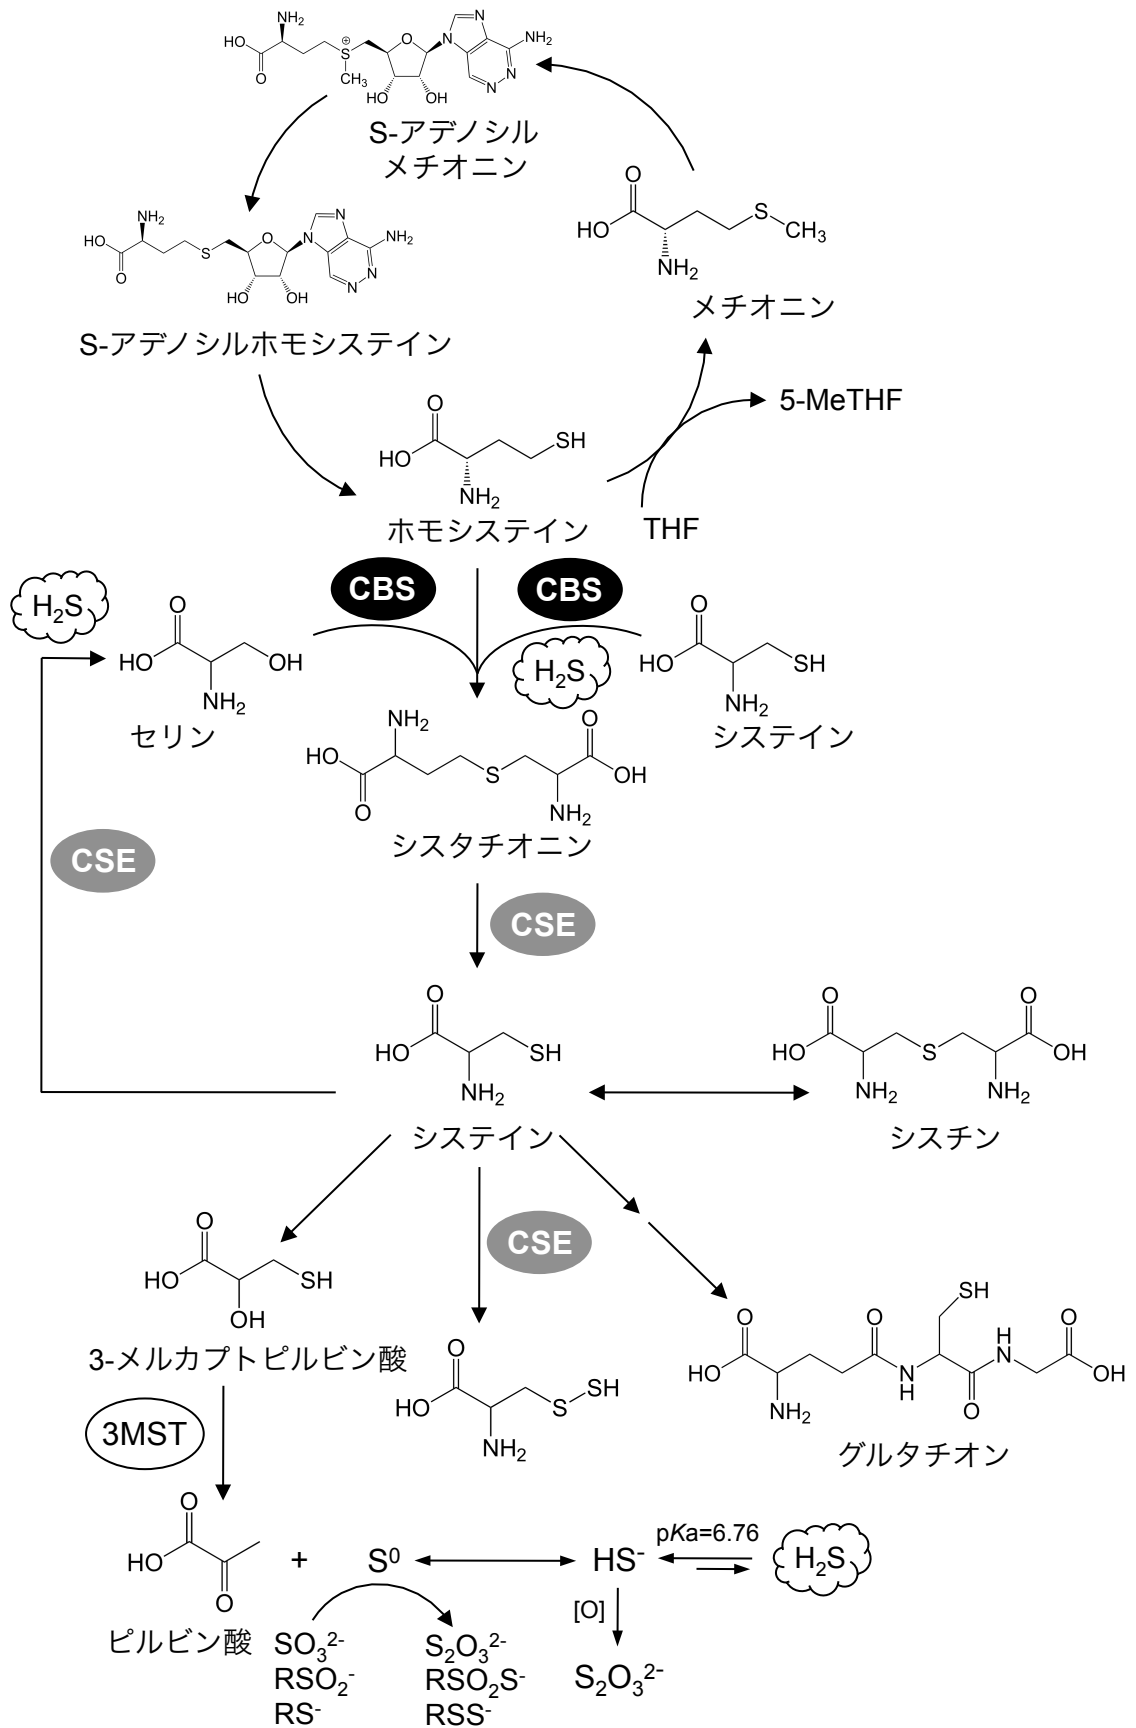 NH2
HO
O
S⊕
CH3
O
HO
OH
N
N
N
N
NH2
S-アデノシル
メチオニン
NH2
HO
O
S
O
HO
OH
N
N
N
N
NH2
S-アデノシルホモシステイン
O
HO
NH2
S
CH3
メチオニン
5-MeTHF
THF
O
HO
NH2
SH
ホモシステイン
CBS
CBS
H2S
O
HO
OH
NH2
セリン
H2S
O
HO
SH
NH2
システイン
NH2
HO
O
S
O
OH
NH2
シスタチオニン
CSE
CSE
O
HO
SH
NH2
システイン
O
HO
NH2
S
O
OH
NH2
シスチン
O
HO
SH
OH
3-メルカプトピルビン酸
CSE
3MST
O
HO
S
SH
NH2
O
HO
NH2
O
N
H
SH
O
H
N
O
OH
グルタチオン
O
HO
O
ピルビン酸
+
S0
HS-
pKa=6.76
H2S
[O]
SO32-
RSO2-
RS-
S2O32-
RSO2S-
RSS-
S2O32-